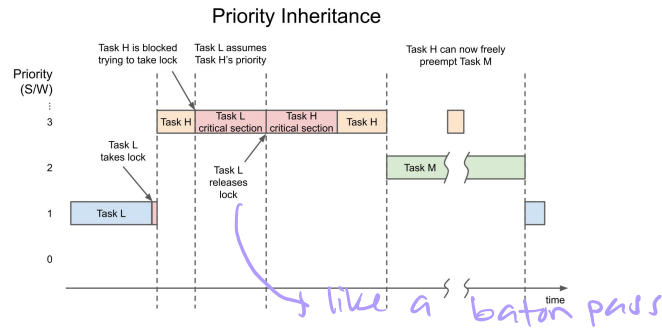 Priority Inheritance
Task H is blocked
trying to take lock
Task L assumes
Task H's priority
Task H can now freely
preempt Task M
Priority
(S/W)
⋮
3
Task H
Task L
critical section
Task H
critical section
Task H
Task L
takes lock
2
Task L
releases
lock
Task M
1
Task L
0
time
like a baton pass